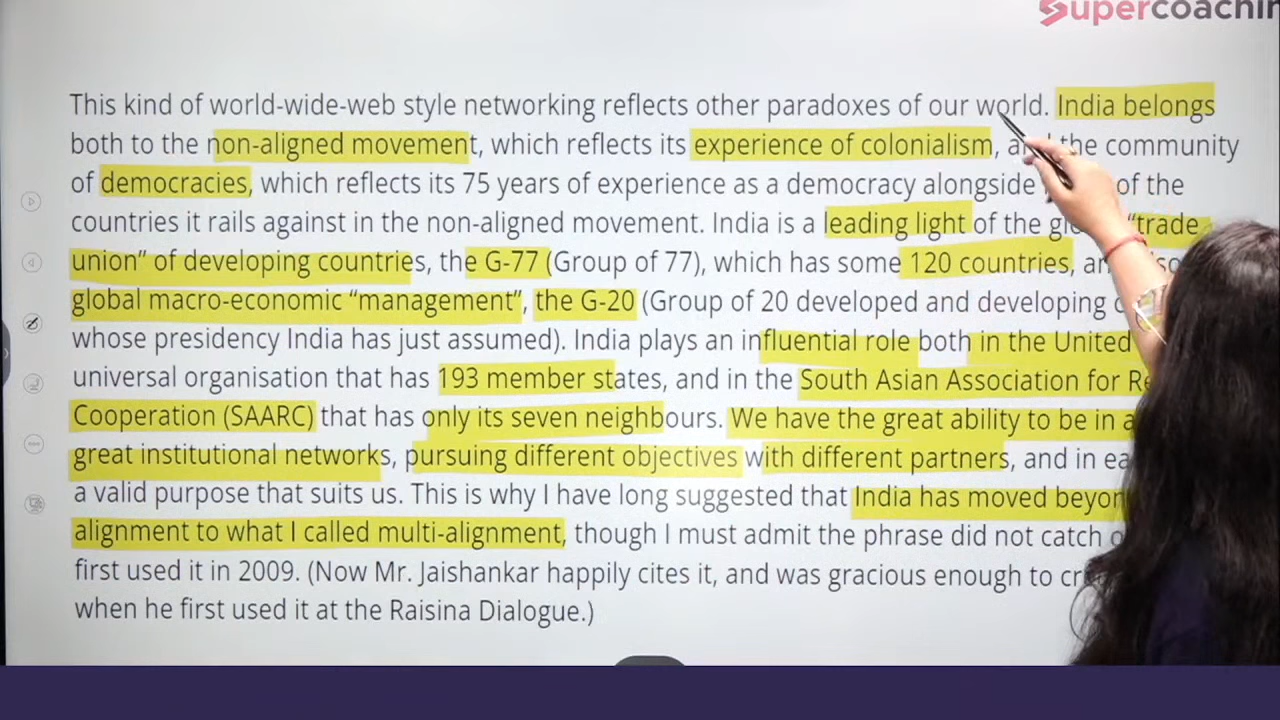 Supercoachin
This kind of world-wide-web style networking reflects other paradoxes of our world. India belongs
both to the non-aligned movement, which reflects its experience of colonialism, and the community
of democracies, which reflects its 75 years of experience as a democracy alongside of the
countries it rails against in the non-aligned movement. India is a leading light of the "trade
union" of developing countries, the G-77 (Group of 77), which has some 120 countries,
global macro-economic "management", the G-20 (Group of 20 developed and developing
whose presidency India has just assumed). India plays an influential role both in the United
universal organisation that has 193 member states, and in the South Asian Association for
Cooperation (SAARC) that has only its seven neighbours. We have the great ability to be in
great institutional networks, pursuing different objectives with different partners, and in
a valid purpose that suits us. This is why I have long suggested that India has moved
alignment to what I called multi-alignment, though I must admit the phrase did not catch
first used it in 2009. (Now Mr. Jaishankar happily cites it, and was gracious enough to
when he first used it at the Raisina Dialogue.)